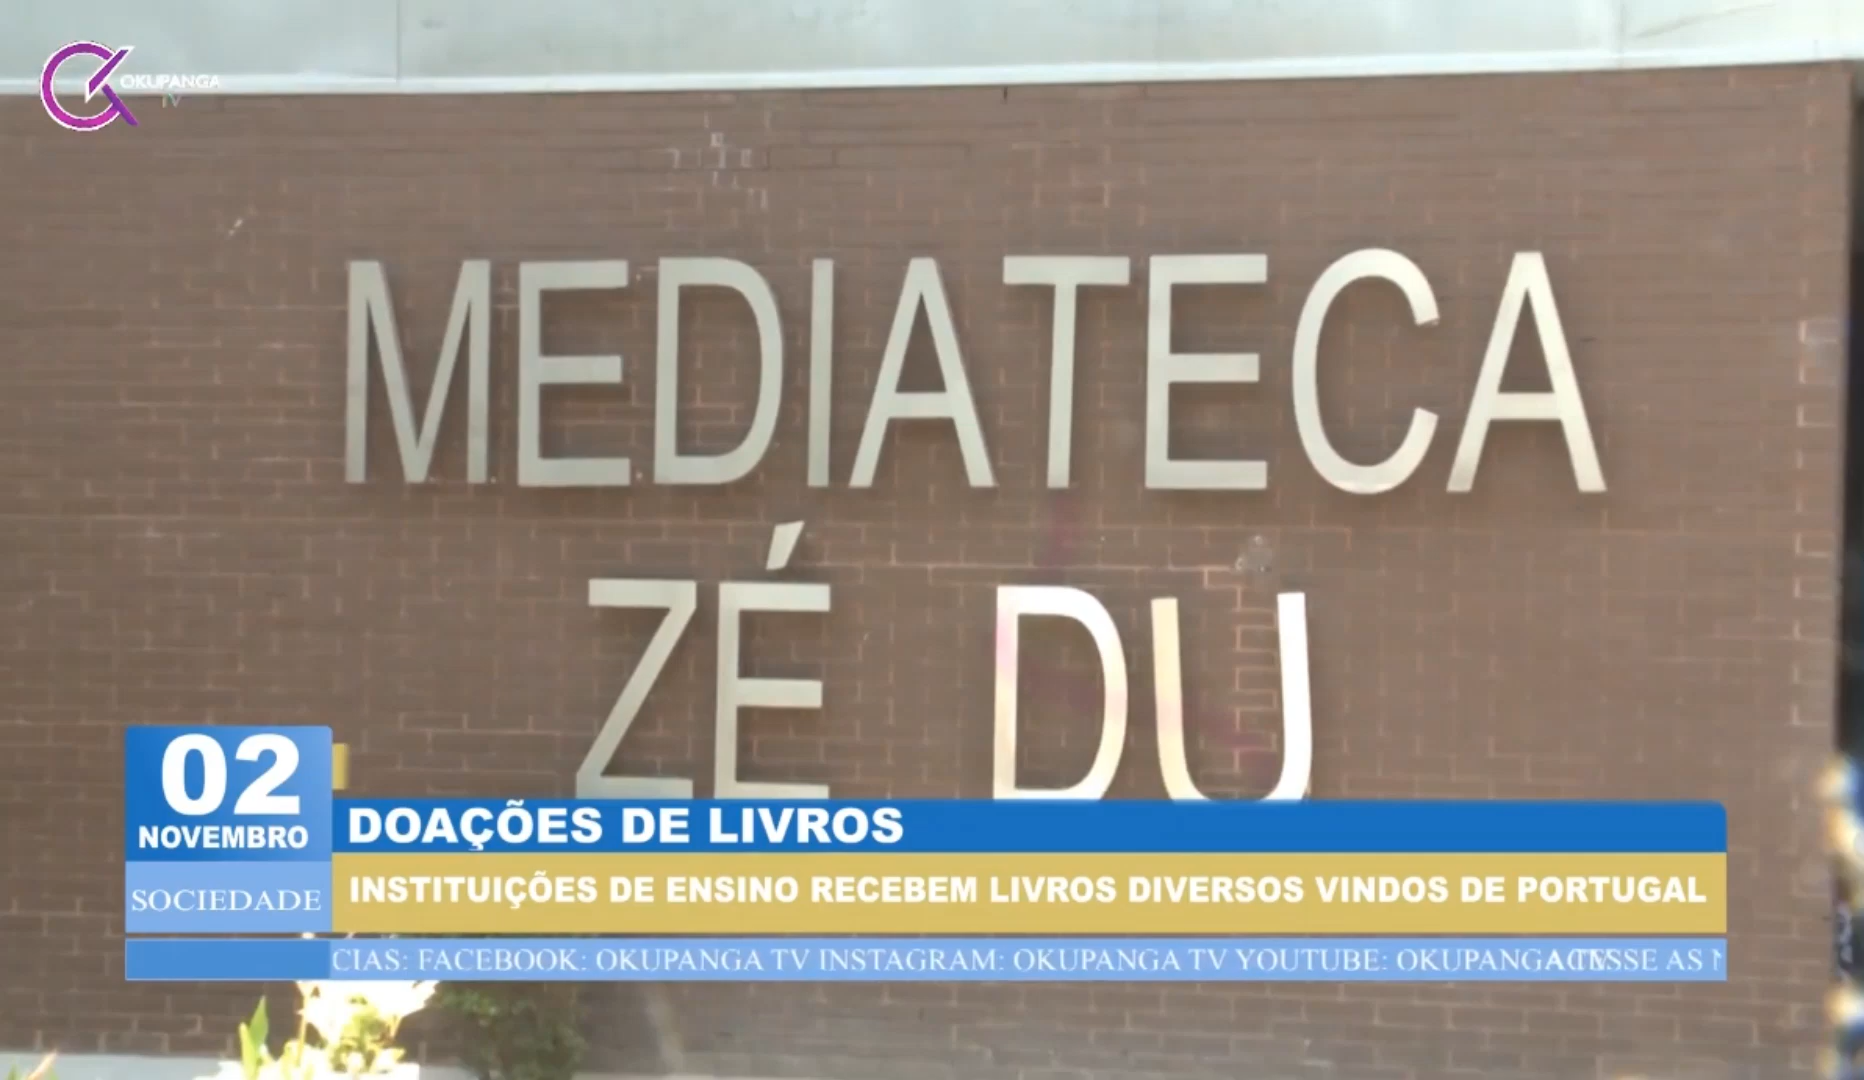 OKUPANGA
TV
MEDIATECA
ZÉ DU
02
NOVEMBRO
DOAÇÕES DE LIVROS
SOCIEDADE
INSTITUIÇÕES DE ENSINO RECEBEM LIVROS DIVERSOS VINDOS DE PORTUGAL
CIAS: FACEBOOK: OKUPANGA TV INSTAGRAM: OKUPANGA TV YOUTUBE: OKUPANGA AS